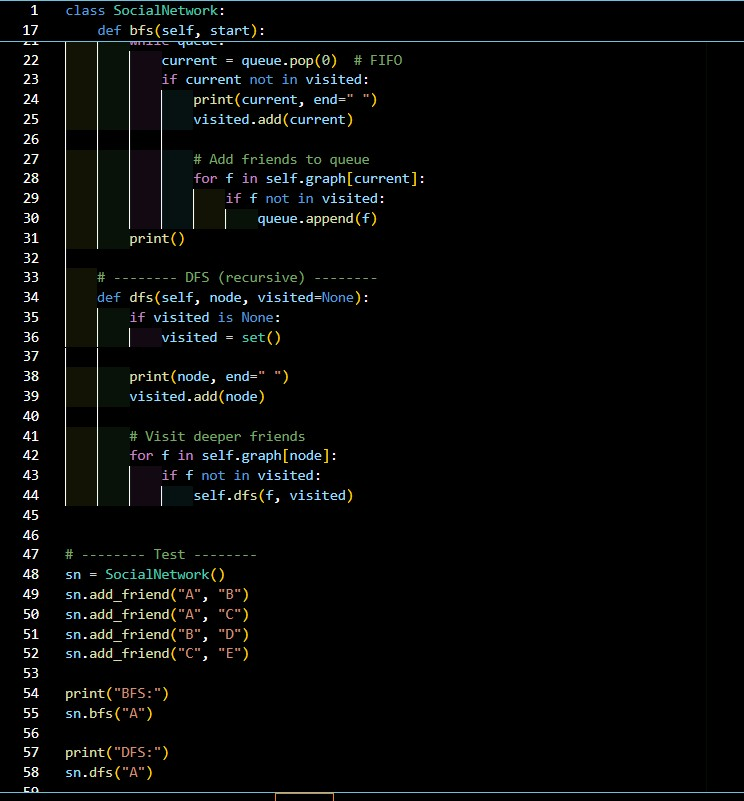 1 class SocialNetwork:
17     def bfs(self, start):
21         while queue:
22             current = queue.pop(0)  # FIFO
23             if current not in visited:
24                 print(current, end=" ")
25                 visited.add(current)
26
27                 # Add friends to queue
28                 for f in self.graph[current]:
29                     if f not in visited:
30                         queue.append(f)
31         print()
32
33     # -------- DFS (recursive) --------
34     def dfs(self, node, visited=None):
35         if visited is None:
36             visited = set()
37
38         print(node, end=" ")
39         visited.add(node)
40
41         # Visit deeper friends
42         for f in self.graph[node]:
43             if f not in visited:
44                 self.dfs(f, visited)
45
46
47 # -------- Test --------
48 sn = SocialNetwork()
49 sn.add_friend("A", "B")
50 sn.add_friend("A", "C")
51 sn.add_friend("B", "D")
52 sn.add_friend("C", "E")
53
54 print("BFS:")
55 sn.bfs("A")
56
57 print("DFS:")
58 sn.dfs("A")
59